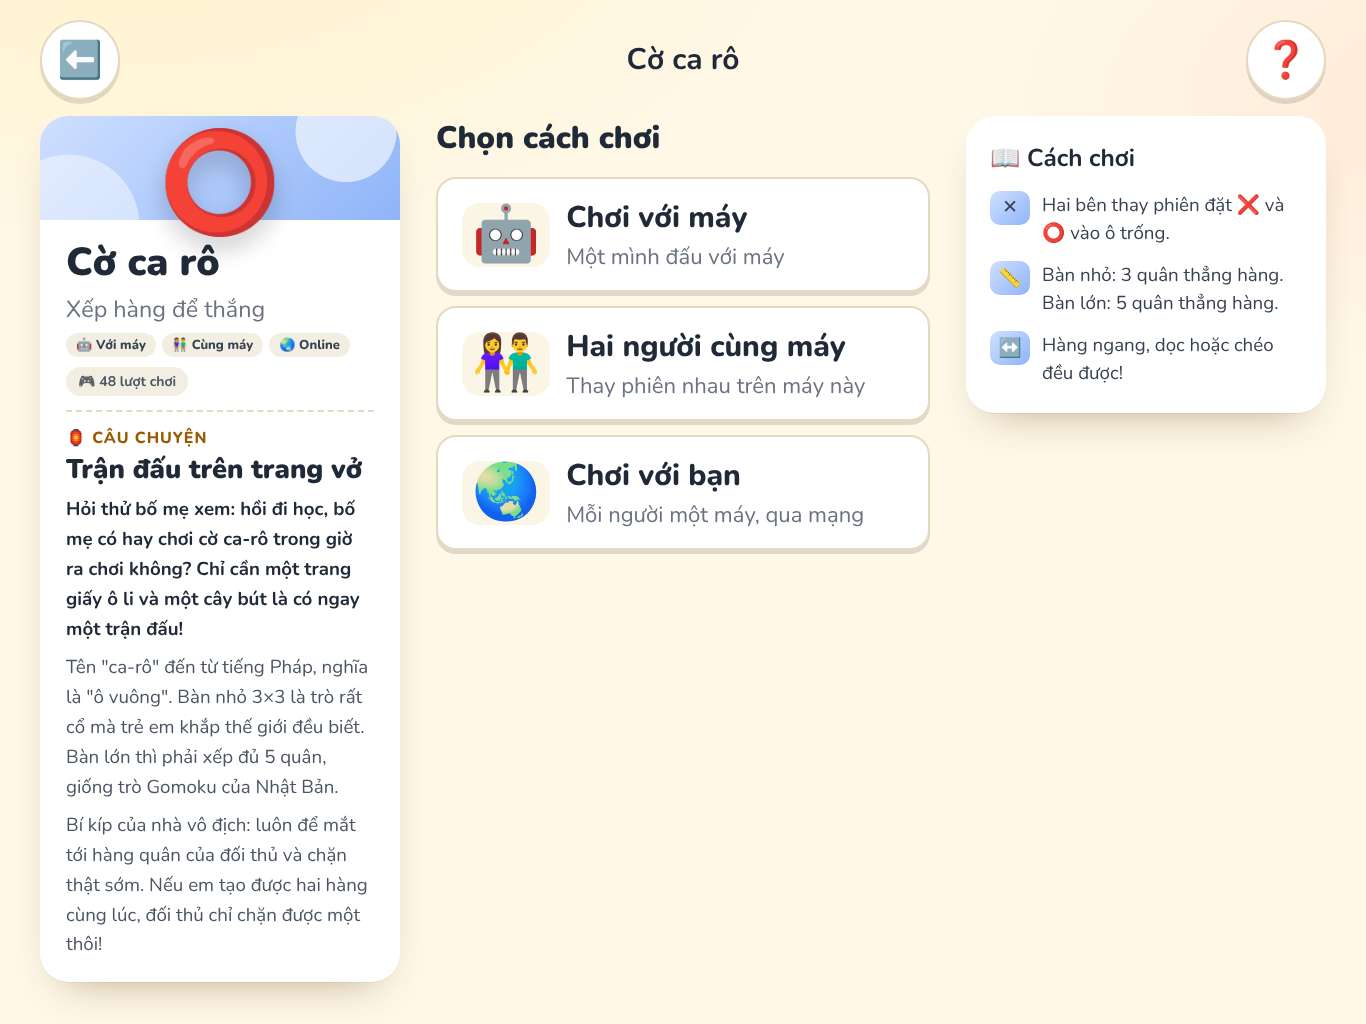 Cờ ca rô
Cờ ca rô
Xếp hàng để thắng
Với máy
Cùng máy
Online
48 lượt chơi
CÂU CHUYỆN
Trận đấu trên trang vở
Hỏi thử bố mẹ xem: hồi đi học, bố
mẹ có hay chơi cờ ca-rô trong giờ
ra chơi không? Chỉ cần một trang
giấy ô li và một cây bút là có ngay
một trận đấu!
Tên "ca-rô" đến từ tiếng Pháp, nghĩa
là "ô vuông". Bàn nhỏ 3×3 là trò rất
cổ mà trẻ em khắp thế giới đều biết.
Bàn lớn thì phải xếp đủ 5 quân,
giống trò Gomoku của Nhật Bản.
Bí kíp của nhà vô địch: luôn để mắt
tới hàng quân của đối thủ và chặn
thật sớm. Nếu em tạo được hai hàng
cùng lúc, đối thủ chỉ chặn được một
thôi!
Chọn cách chơi
Chơi với máy
Một mình đấu với máy
Hai người cùng máy
Thay phiên nhau trên máy này
Chơi với bạn
Mỗi người một máy, qua mạng
Cách chơi
Hai bên thay phiên đặt ❌ và
⭕ vào ô trống.
Bàn nhỏ: 3 quân thẳng hàng.
Bàn lớn: 5 quân thẳng hàng.
Hàng ngang, dọc hoặc chéo
đều được!